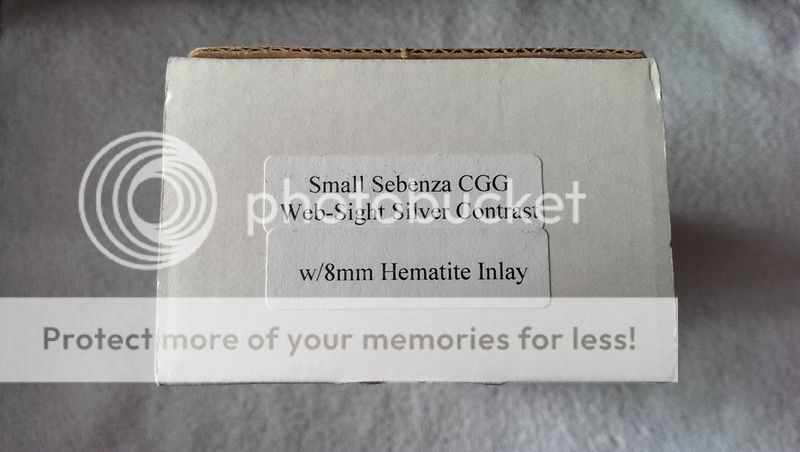 Small Sebenza CGG
Web-Sight Silver Contrast
w/8mm Hematite Inlay
photobucket
Protect more of your memories for less!